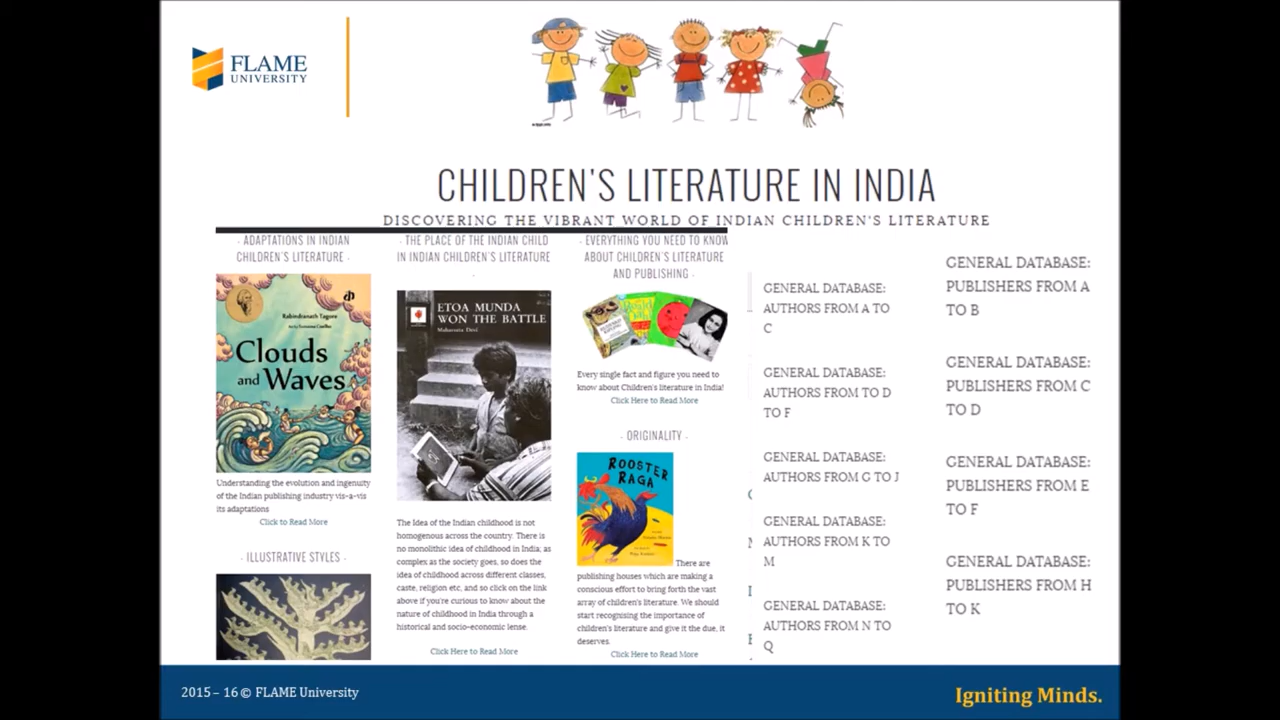 FLAME
UNIVERSITY
CHILDREN'S LITERATURE IN INDIA
DISCOVERING THE VIBRANT WORLD OF INDIAN CHILDREN'S LITERATURE
- ADAPTATIONS IN INDIAN
CHILDREN'S LITERATURE -
Rabindranath Tagore
Clouds
and Waves
Understanding the evolution and ingenuity
of the Indian publishing industry vis-a-vis
its adaptations
Click to Read More
- ILLUSTRATIVE STYLES -
- THE PLACE OF THE INDIAN CHILD
IN INDIAN CHILDREN'S LITERATURE
-
ETOA MUNDA
WON THE BATTLE
Mahasveta Devi
The Idea of the Indian childhood is not
homogenous across the country. There is
no monolithic idea of childhood in India; as
complex as the society goes, so does the
idea of childhood across different classes,
caste, religion etc, and so click on the link
above if you're curious to know about the
nature of childhood in India through a
historical and socio-economic lense.
Click Here to Read More
- EVERYTHING YOU NEED TO KNOW
ABOUT CHILDREN'S LITERATURE
AND PUBLISHING -
Every single fact and figure you need to
know about Children's literature in India!
Click Here to Read More
- ORIGINALITY -
ROOSTER
RAGA
There are
publishing houses which are making a
conscious effort to bring forth the vast
array of children's literature. We should
start recognising the importance of
children's literature and give it the due, it
deserves.
Click Here to Read More
GENERAL DATABASE:
AUTHORS FROM A TO
C
GENERAL DATABASE:
AUTHORS FROM TO D
TO F
GENERAL DATABASE:
AUTHORS FROM G TO J
GENERAL DATABASE:
AUTHORS FROM K TO
M
GENERAL DATABASE:
AUTHORS FROM N TO
Q
GENERAL DATABASE:
PUBLISHERS FROM A
TO B
GENERAL DATABASE:
PUBLISHERS FROM C
TO D
GENERAL DATABASE:
PUBLISHERS FROM E
TO F
GENERAL DATABASE:
PUBLISHERS FROM H
TO K
2015 – 16 © FLAME University
Igniting Minds.